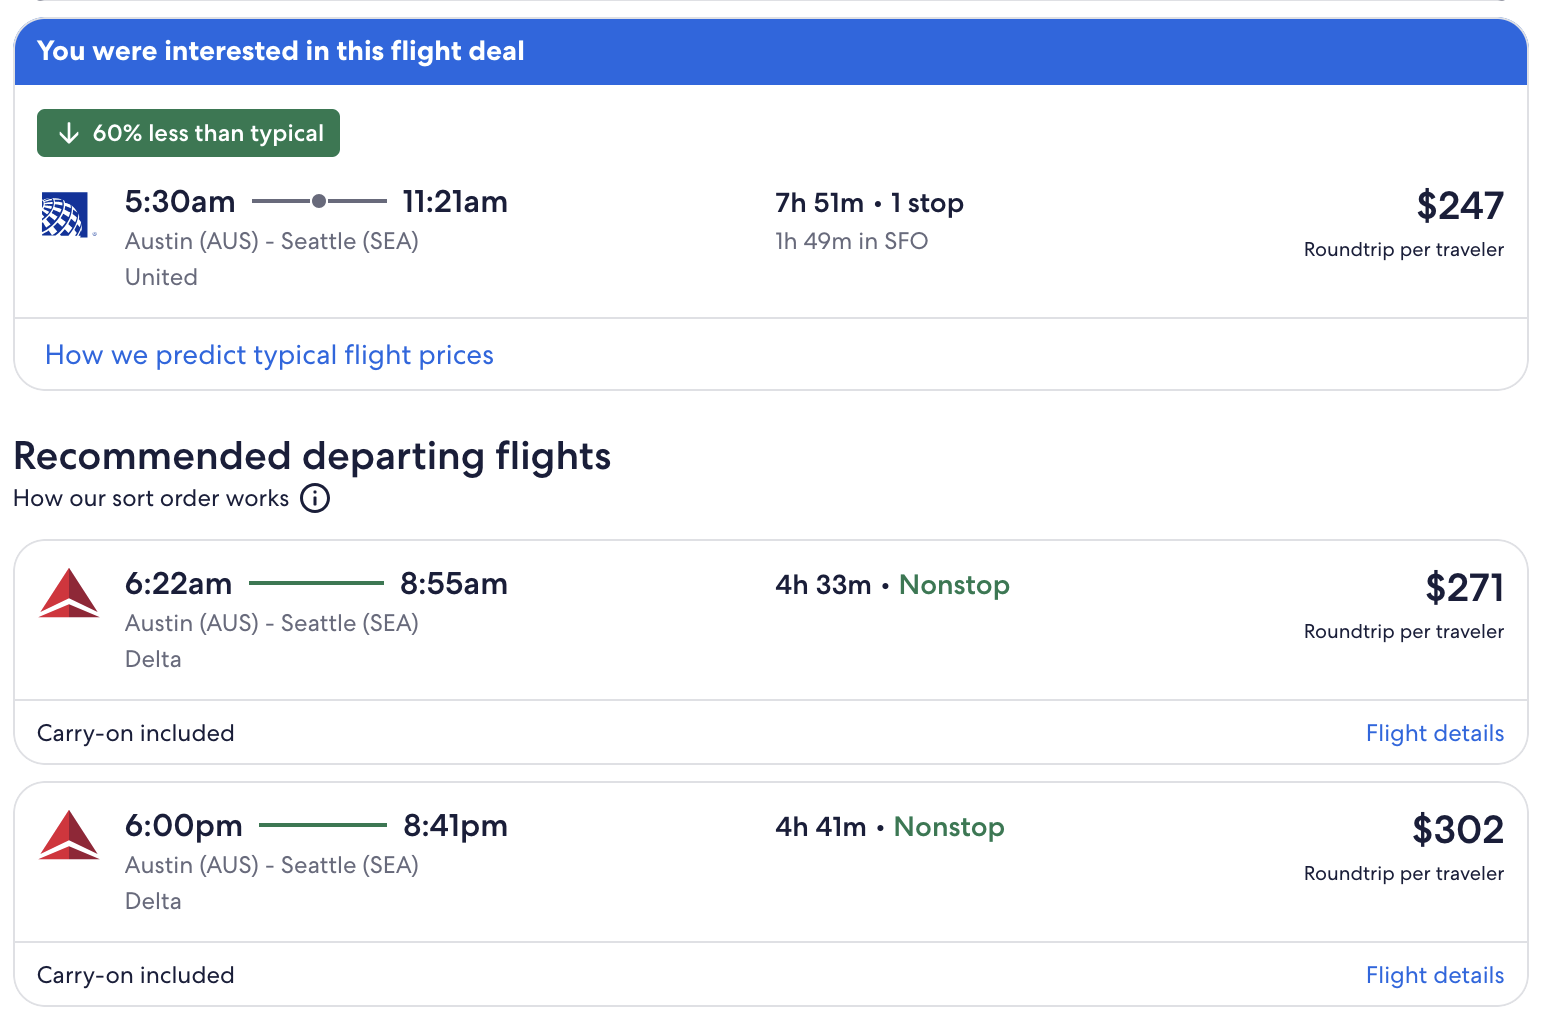 You were interested in this flight deal
60% less than typical
5:30am 11:21am 7h 51m • 1 stop $247
Austin (AUS) - Seattle (SEA) 1h 49m in SFO Roundtrip per traveler
United
How we predict typical flight prices
Recommended departing flights
How our sort order works
6:22am 8:55am 4h 33m • Nonstop $271
Austin (AUS) - Seattle (SEA) Roundtrip per traveler
Delta
Carry-on included Flight details
6:00pm 8:41pm 4h 41m • Nonstop $302
Austin (AUS) - Seattle (SEA) Roundtrip per traveler
Delta
Carry-on included Flight details